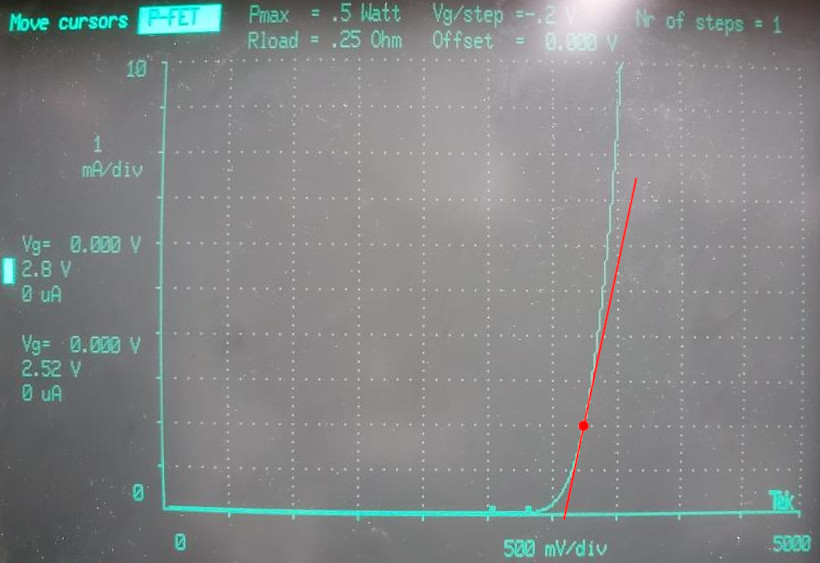 Move cursors P-FET Pmax = .5 Watt Vg/step =-.2 V Nr of steps = 1
Rload = .25 Ohm Offset = 0.000 V
10
1
mA/div
Vg= 0.000 V
2.8 V
0 uA
Vg= 0.000 V
2.52 V
0 uA
0
Tek
0 500 mV/div 5000